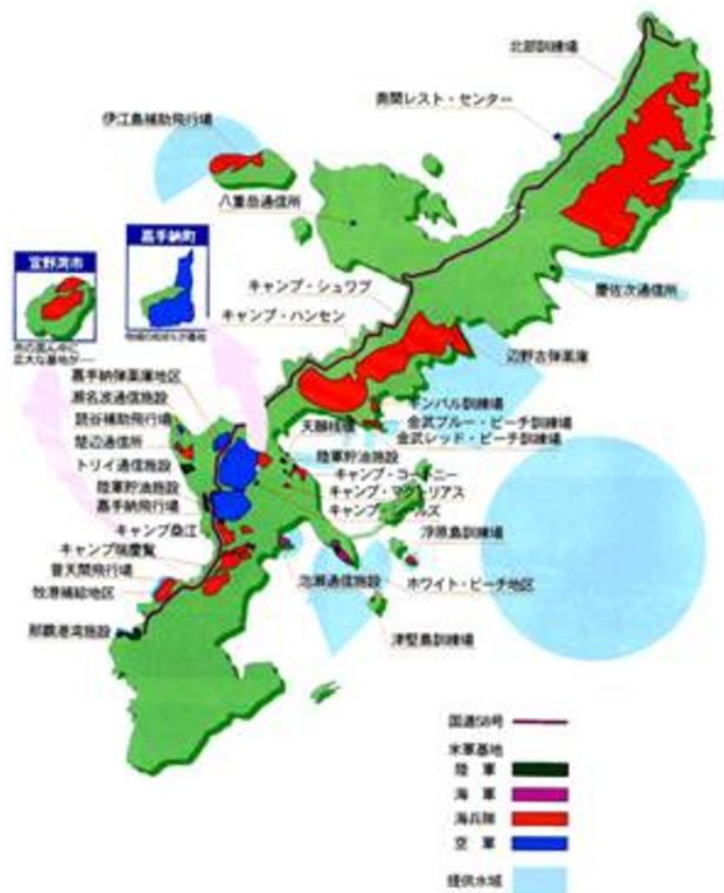 北部訓練場
奥間レスト・センター
伊江島補助飛行場
八重岳通信所
嘉手納町
宜野湾市
慶佐次通信所
キャンプ・シュワブ
キャンプ・ハンセン
市の真ん中に
広大な基地が……
辺野古弾薬庫
嘉手納弾薬庫地区
瀬名波通信施設
ギンバル訓練場
読谷補助飛行場
天願桟橋
金武ブルー・ビーチ訓練場
金武レッド・ビーチ訓練場
楚辺通信所
陸軍貯油施設
トリイ通信施設
キャンプ・コートニー
陸軍貯油施設
キャンプ・マクトリアス
嘉手納飛行場
キャンプ桑江
浮原島訓練場
キャンプ瑞慶覧
普天間飛行場
泡瀬通信施設
ホワイト・ビーチ地区
牧港補給地区
那覇港湾施設
津堅島訓練場
国道58号
米軍基地
陸 軍
海 軍
海兵隊
空 軍
提供水域